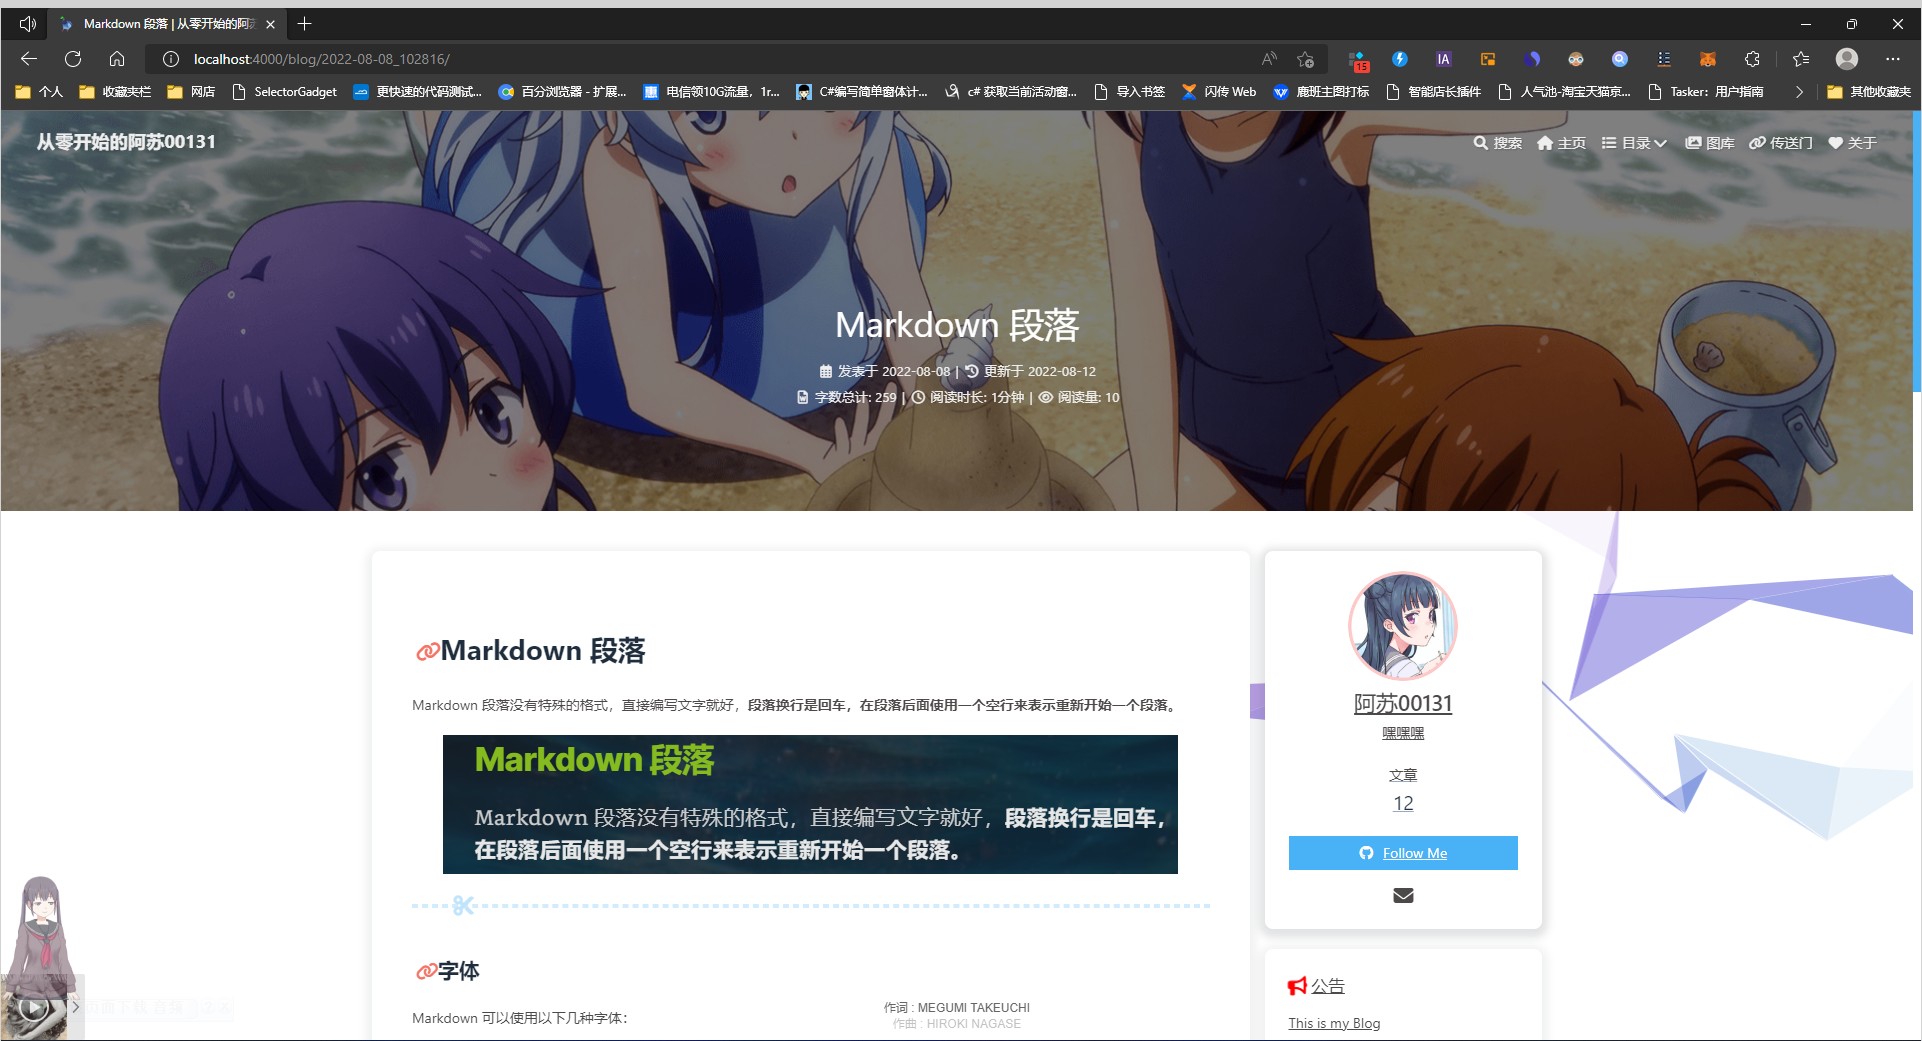 Markdown 段落 | 从零开始的阿苏
localhost:4000/blog/2022-08-08_102816/
IA
15
个人 收藏夹栏 网店 SelectorGadget 更快速的代码测试... 百分浏览器 - 扩展... 电信领10G流量，1r... C#编写简单窗体计... c# 获取当前活动窗... 导入书签 闪传 Web 鹿班主图打标 智能店长插件 人气池-淘宝天猫京... Tasker：用户指南 其他收藏夹
从零开始的阿苏00131
搜索 主页 目录 图库 传送门 关于
Markdown 段落
发表于 2022-08-08 | 更新于 2022-08-12
字数总计: 259 | 阅读时长: 1分钟 | 阅读量: 10
Markdown 段落
Markdown 段落没有特殊的格式，直接编写文字就好，段落换行是回车，在段落后面使用一个空行来表示重新开始一个段落。
Markdown 段落
Markdown 段落没有特殊的格式，直接编写文字就好，段落换行是回车，
在段落后面使用一个空行来表示重新开始一个段落。
字体
Markdown 可以使用以下几种字体：
作词 : MEGUMI TAKEUCHI
作曲 : HIROKI NAGASE
阿苏00131
嘿嘿嘿
文章
12
Follow Me
公告
This is my Blog